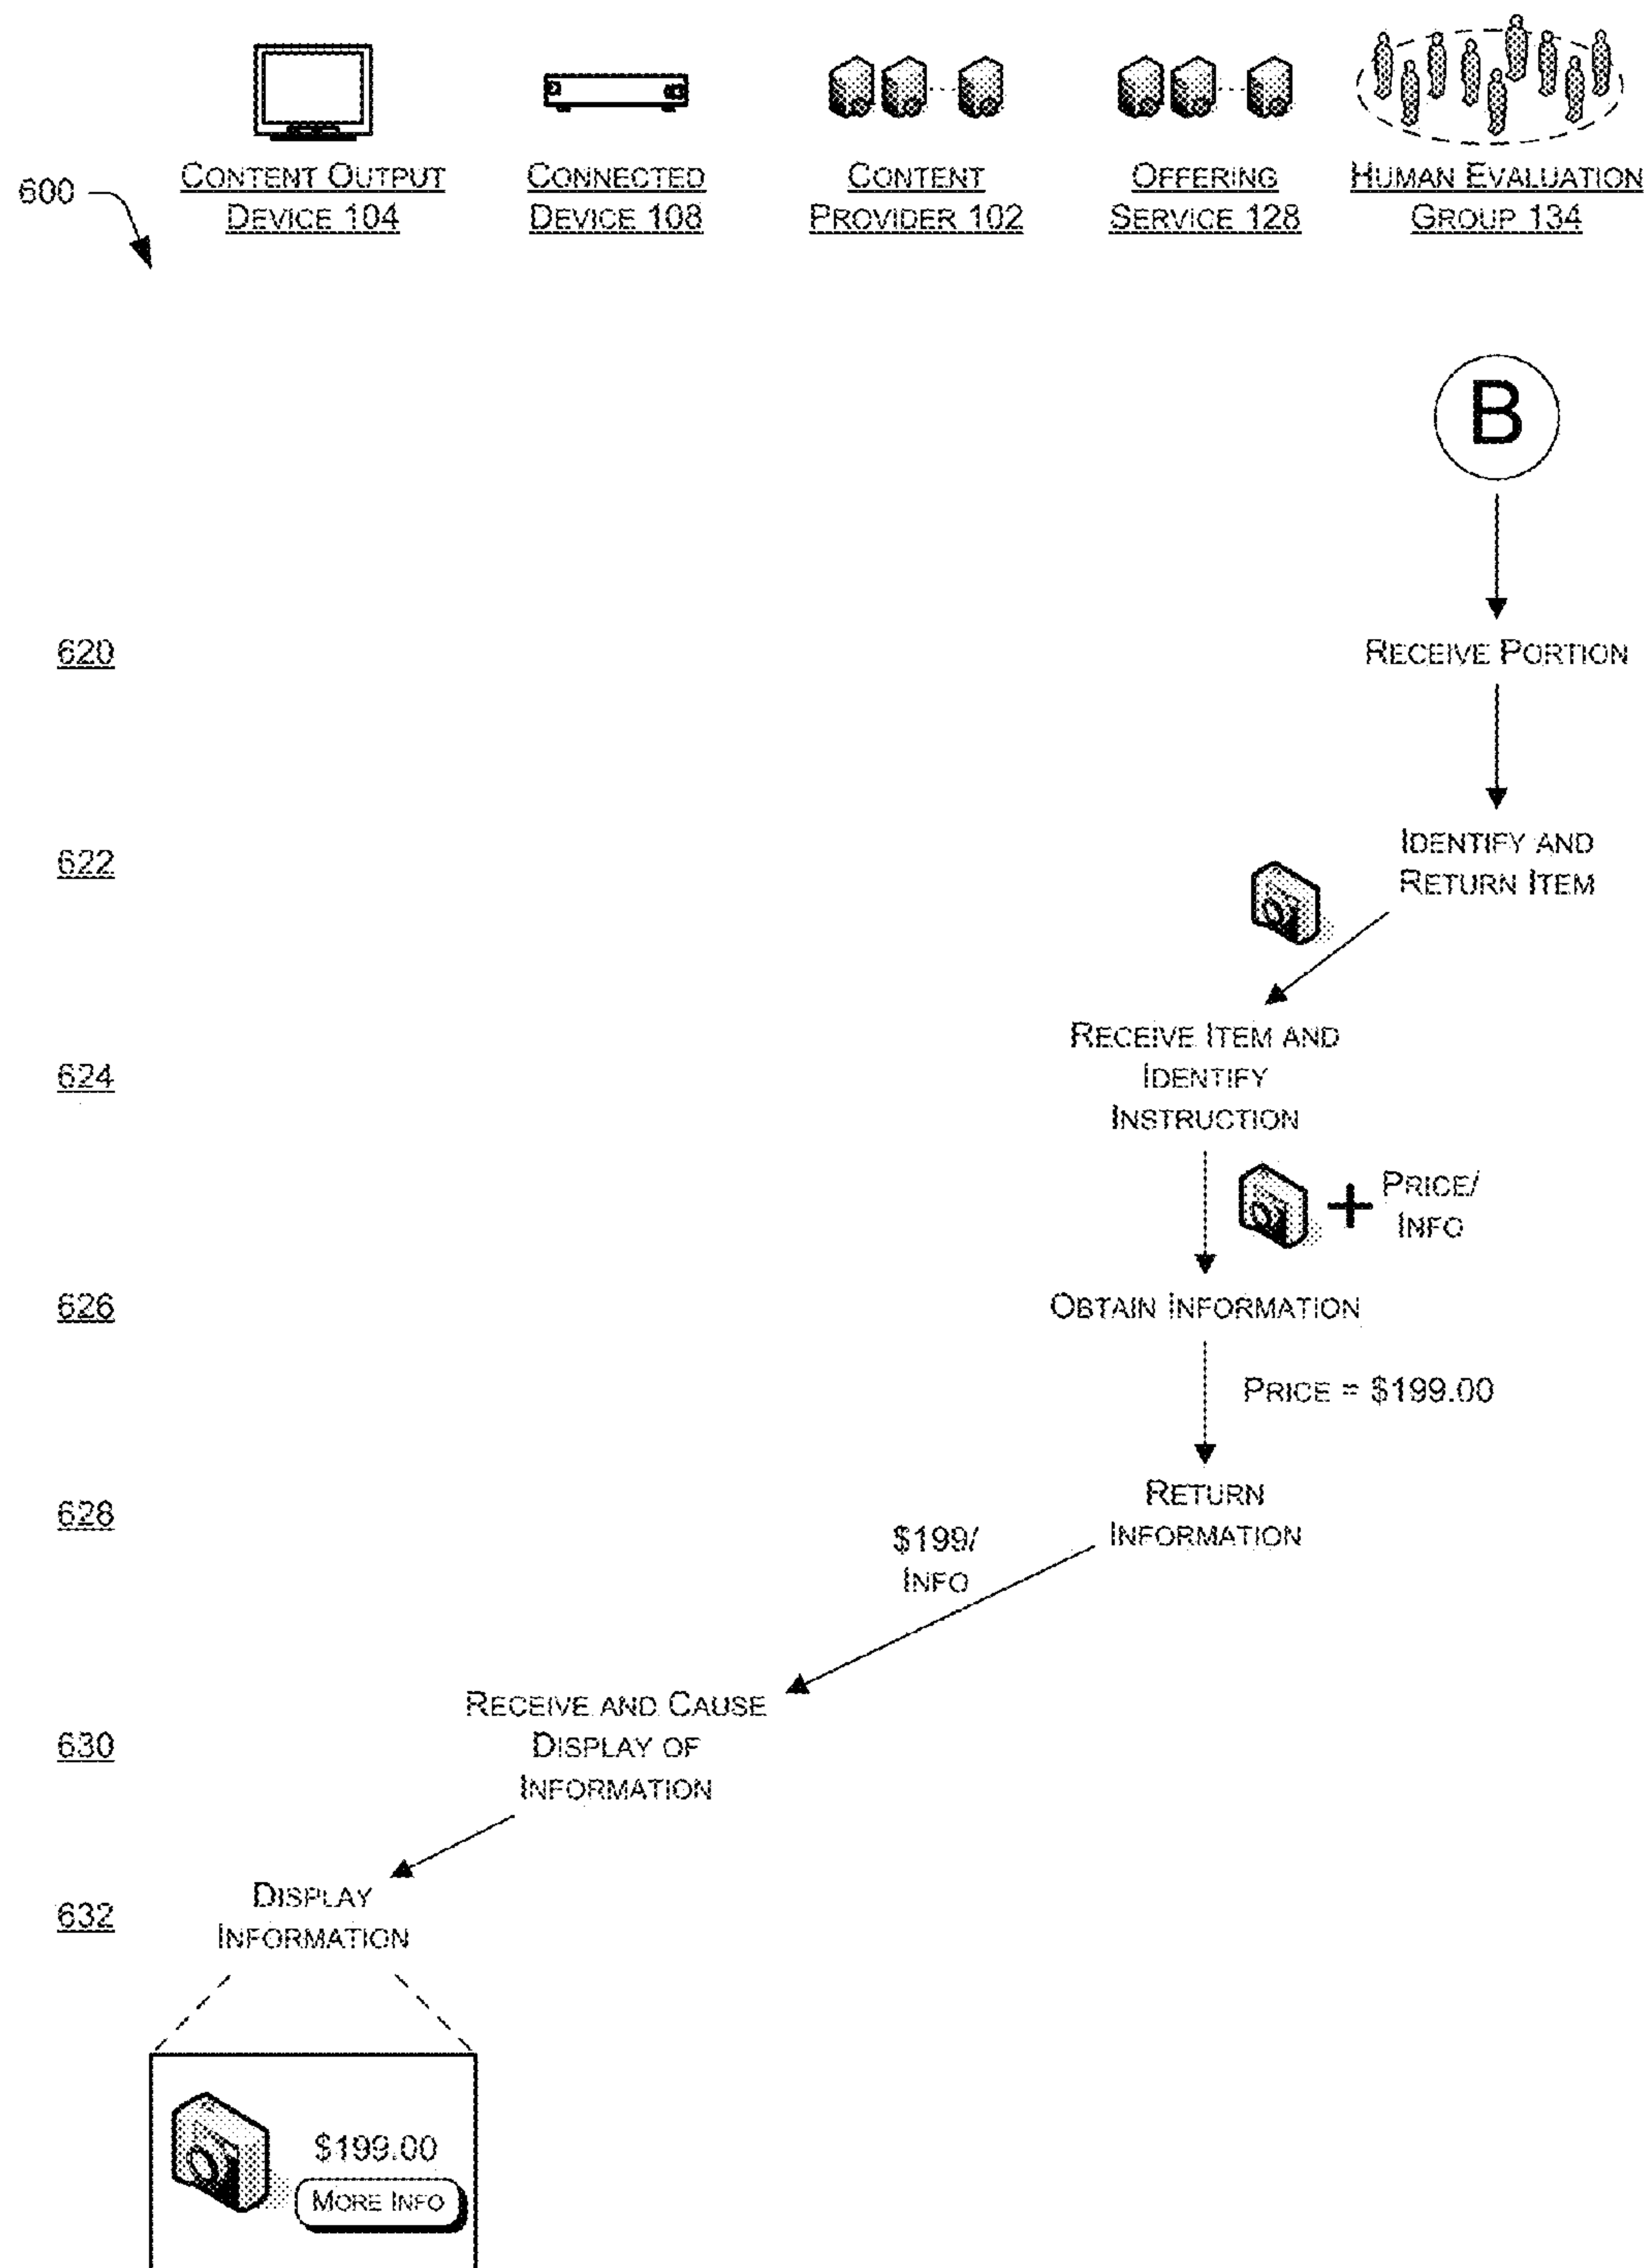 600
CONTENT OUTPUT
DEVICE 104
CONNECTED
DEVICE 108
CONTENT
PROVIDER 102
OFFERING
SERVICE 128
HUMAN EVALUATION
GROUP 134
B
620
RECEIVE PORTION
622
IDENTIFY AND
RETURN ITEM
624
RECEIVE ITEM AND
IDENTIFY
INSTRUCTION
+
PRICE/
INFO
626
OBTAIN INFORMATION
PRICE = $199.00
628
RETURN
INFORMATION
$199/
INFO
630
RECEIVE AND CAUSE
DISPLAY OF
INFORMATION
632
DISPLAY
INFORMATION
$199.00
MORE INFO